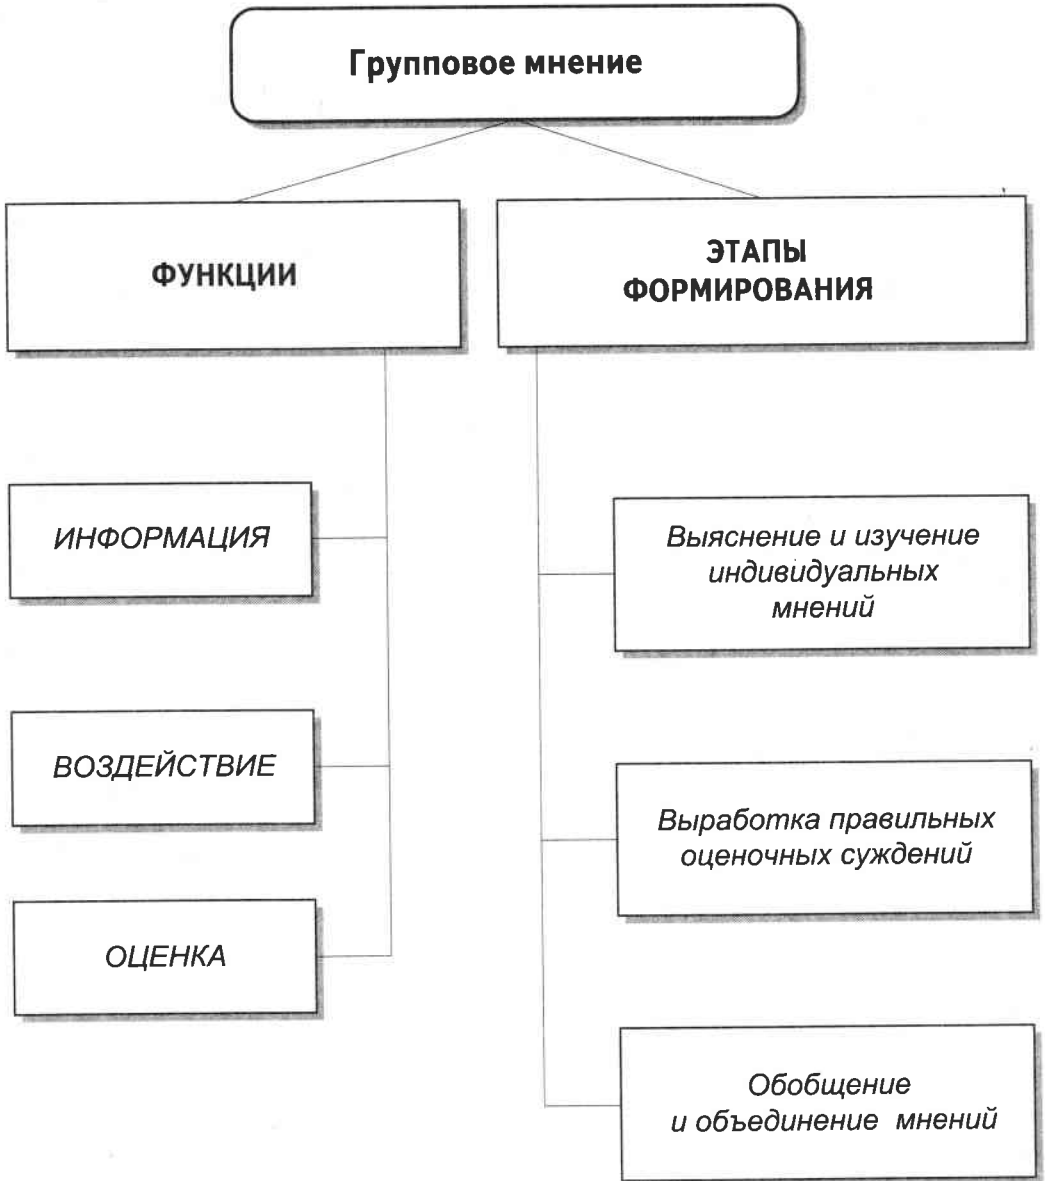 Групповое мнение
ФУНКЦИИ
ЭТАПЫ
ФОРМИРОВАНИЯ
ИНФОРМАЦИЯ
ВОЗДЕЙСТВИЕ
ОЦЕНКА
Выяснение и изучение
индивидуальных
мнений
Выработка правильных
оценочных суждений
Обобщение
и объединение мнений